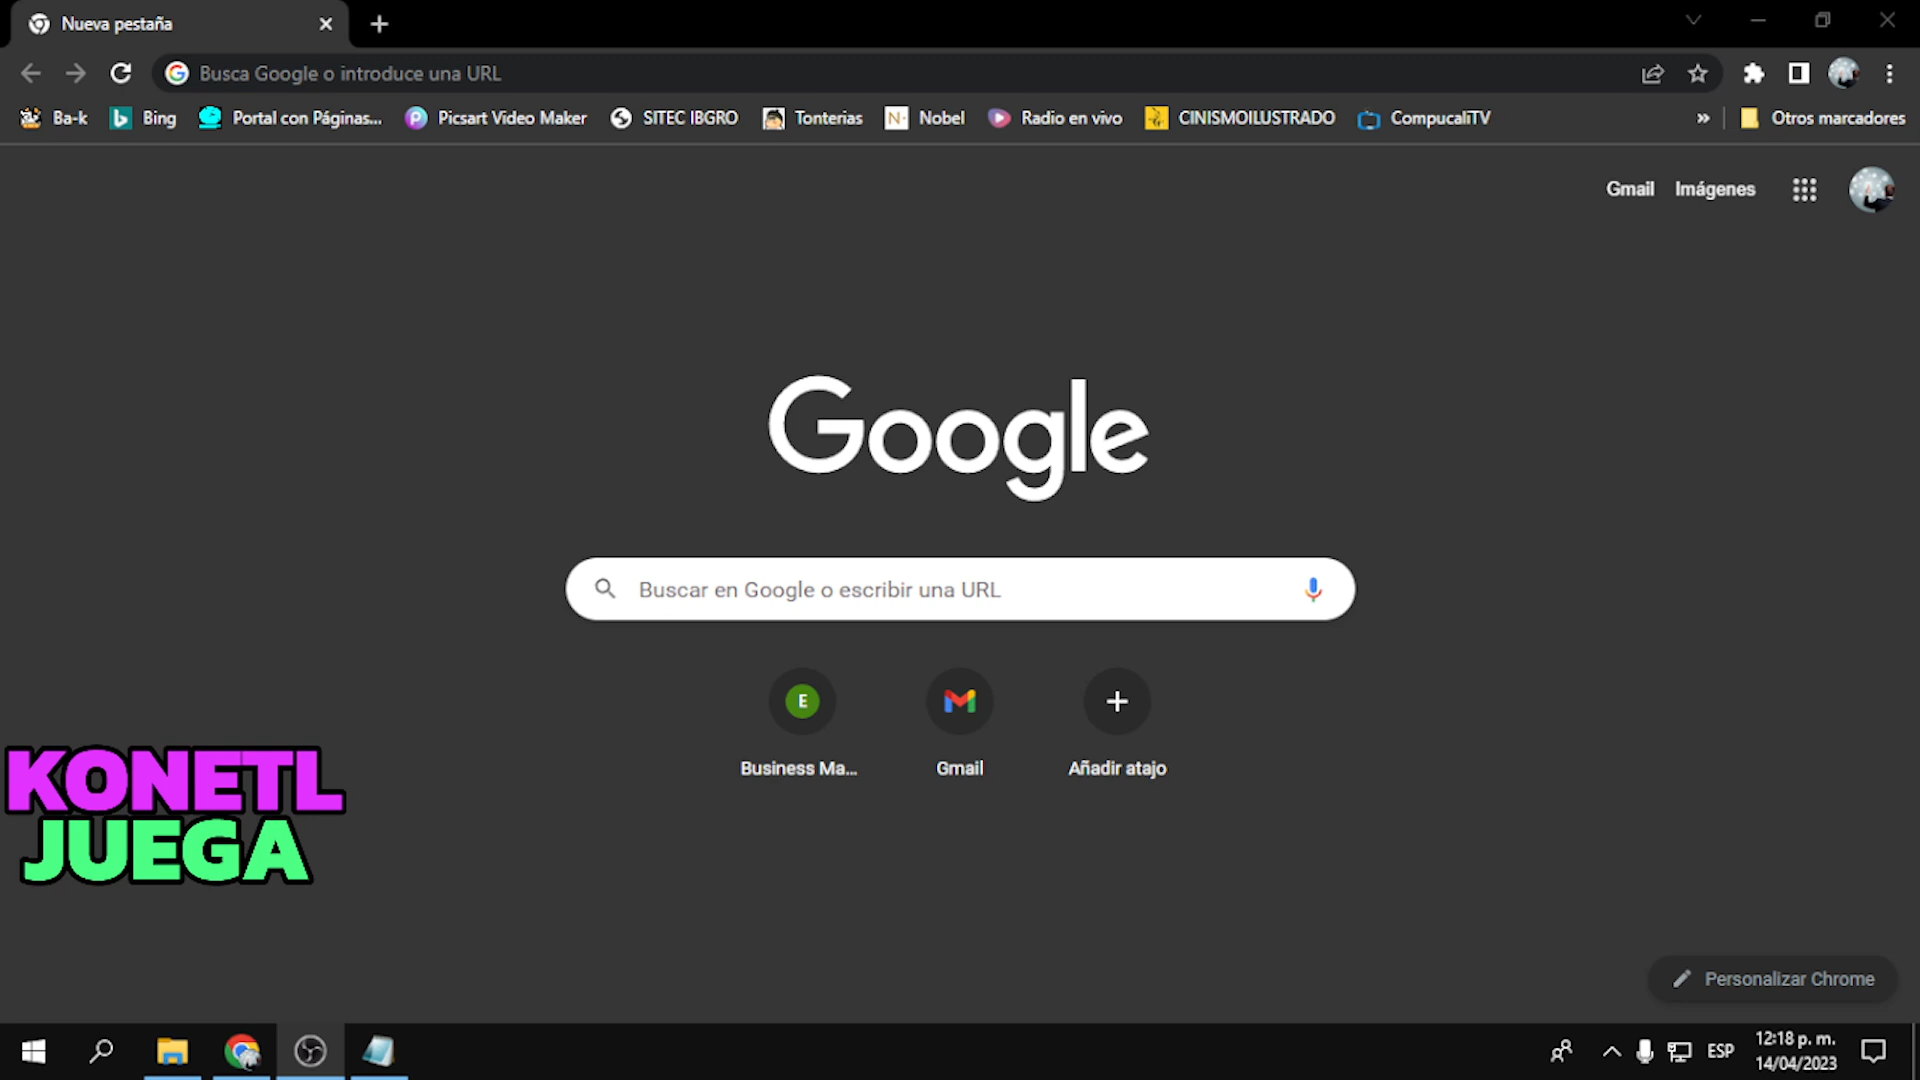 Nueva pestaña
Busca Google o introduce una URL
Ba-k Bing Portal con Páginas... Picsart Video Maker SITEC IBGRO Tonterias Nobel Radio en vivo CINISMOILUSTRADO CompucaliTV » Otros marcadores
Gmail Imágenes
Google
Buscar en Google o escribir una URL
E
Business Ma... Gmail Añadir atajo
KONETL
JUEGA
Personalizar Chrome
ESP
12:18 p. m.
14/04/2023